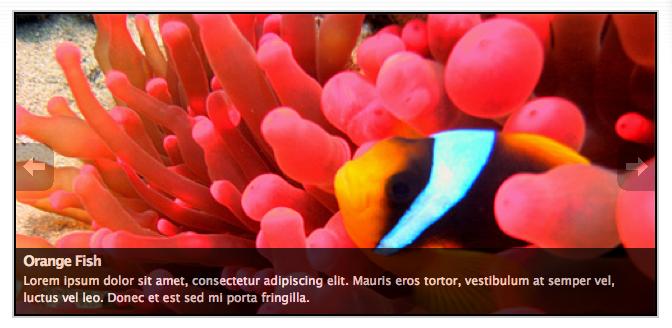 Orange Fish
Lorem ipsum dolor sit amet, consectetur adipiscing elit. Mauris eros tortor, vestibulum at semper vel,
luctus vel leo. Donec et est sed mi porta fringilla.